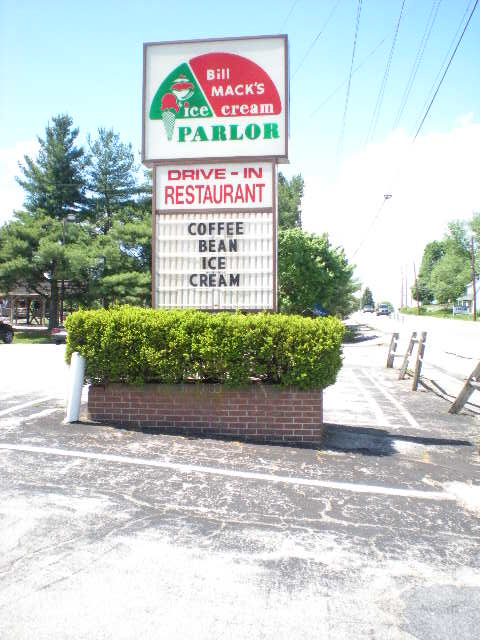 Bill
MACK'S
ice cream
PARLOR
DRIVE-IN
RESTAURANT
COFFEE
BEAN
ICE
CREAM